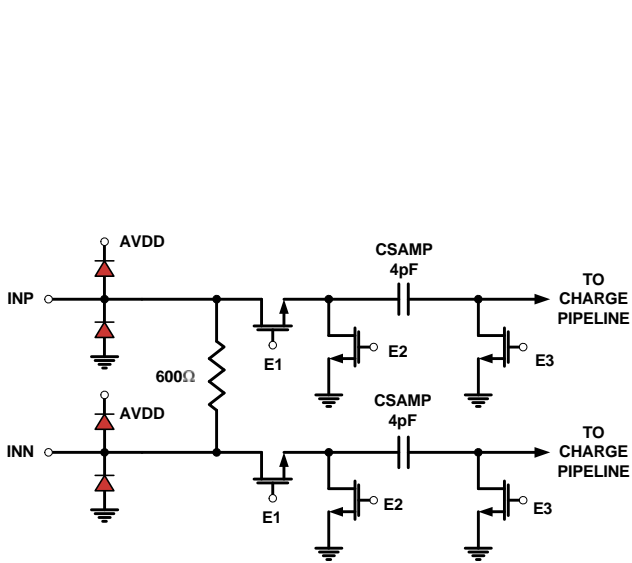 AVDD
CSAMP
4pF
INP
TO
CHARGE
PIPELINE
E1
E2
E3
600Ω
CSAMP
4pF
AVDD
INN
TO
CHARGE
PIPELINE
E1
E2
E3